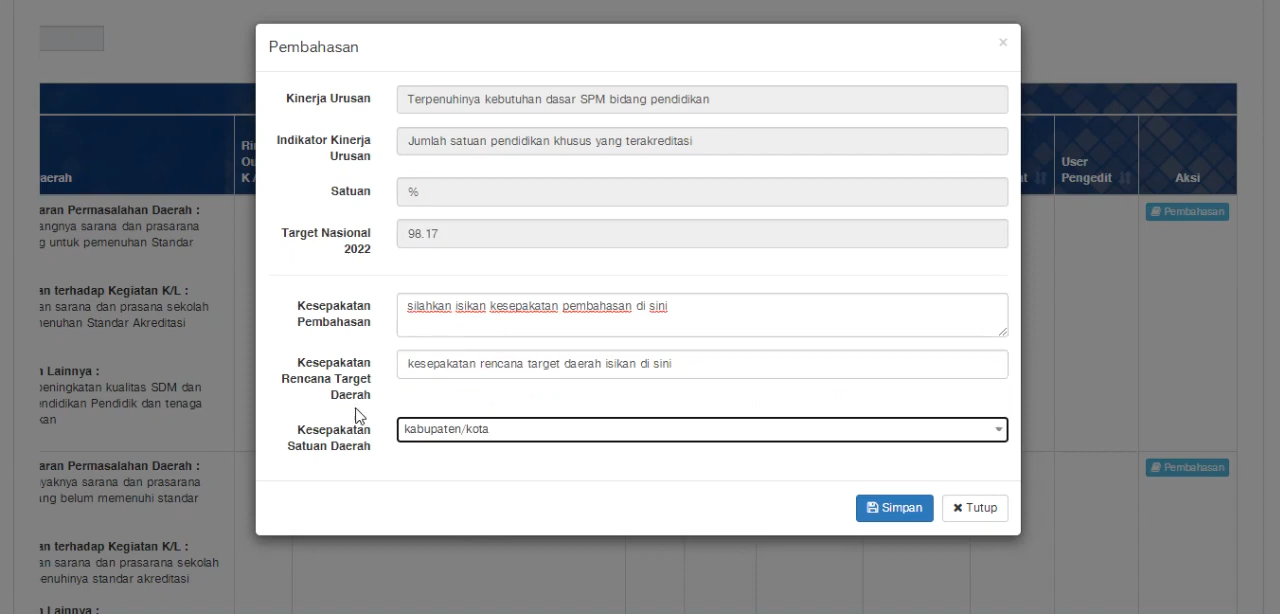 Pembahasan
×
Kinerja Urusan
Terpenuhinya kebutuhan dasar SPM bidang pendidikan
Indikator Kinerja
Urusan
Jumlah satuan pendidikan khusus yang terakreditasi
Satuan
%
Target Nasional
2022
98.17
Kesepakatan
Pembahasan
silahkan isikan kesepakatan pembahasan di sini
Kesepakatan
Rencana Target
Daerah
kesepakatan rencana target daerah isikan di sini
Kesepakatan
Satuan Daerah
kabupaten/kota
Simpan
Tutup
aerah
User
Pengedit
Aksi
aran Permasalahan Daerah :
angnya sarana dan prasarana
g untuk pemenuhan Standar
an terhadap Kegiatan K/L :
an sarana dan prasana sekolah
nenuhan Standar Akreditasi
n Lainnya :
peningkatan kualitas SDM dan
endidikan Pendidik dan tenaga
kan
Pembahasan
aran Permasalahan Daerah :
yaknya sarana dan prasarana
ang belum memenuhi standar
an terhadap Kegiatan K/L :
an sarana dan prasarana sekolah
enuhinya standar akreditasi
n Lainnya :
Pembahasan